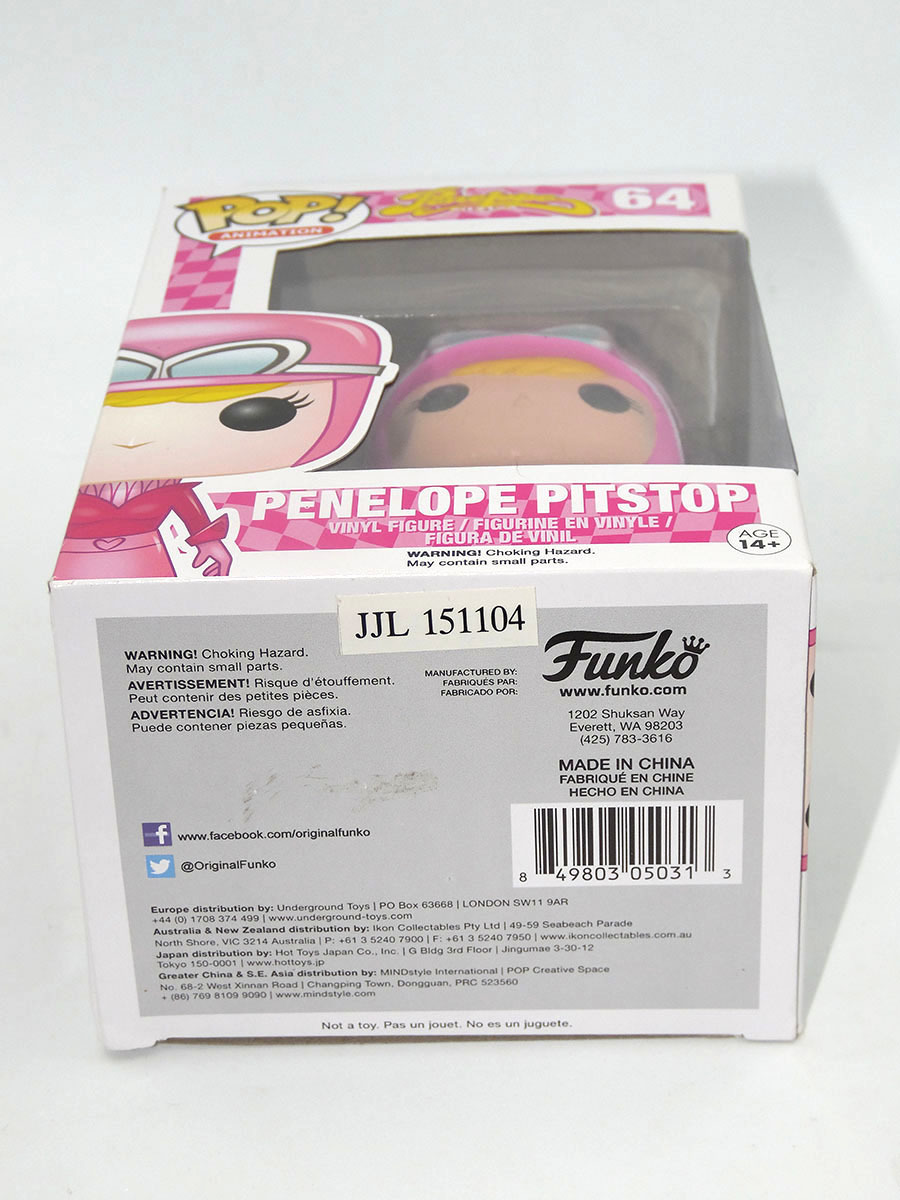 POP!
ANIMATION
64
PENELOPE PITSTOP
VINYL FIGURE / FIGURINE EN VINYLE /
FIGURA DE VINIL
AGE
14+
WARNING! Choking Hazard.
May contain small parts.
JJL 151104
WARNING! Choking Hazard.
May contain small parts.
AVERTISSEMENT! Risque d'étouffement.
Peut contenir des petites pièces.
ADVERTENCIA! Riesgo de asfixia.
Puede contener piezas pequeñas.
MANUFACTURED BY:
FABRIQUÉS PAR:
FABRICADO POR:
Funko
www.funko.com
1202 Shuksan Way
Everett, WA 98203
(425) 783-3616
MADE IN CHINA
FABRIQUÉ EN CHINE
HECHO EN CHINA
8 49803 05031 3
f www.facebook.com/originalfunko
@OriginalFunko
Europe distribution by: Underground Toys | PO Box 63668 | LONDON SW11 9AR
+44 (0) 1708 374 499 | www.underground-toys.com
Australia & New Zealand distribution by: Ikon Collectables Pty Ltd | 49-59 Seabeach Parade
North Shore, VIC 3214 Australia | P: +61 3 5240 7900 | F: +61 3 5240 7950 | www.ikoncollectables.com.au
Japan distribution by: Hot Toys Japan Co., Inc. | G Bldg 3rd Floor | Jingumae 3-30-12
Tokyo 150-0001 | www.hottoys.jp
Greater China & S.E. Asia distribution by: MINDstyle International | POP Creative Space
No. 68-2 West Xinnan Road | Changping Town, Dongguan, PRC 523560
+ (86) 769 8109 9090 | www.mindstyle.com
Not a toy. Pas un jouet. No es un juguete.